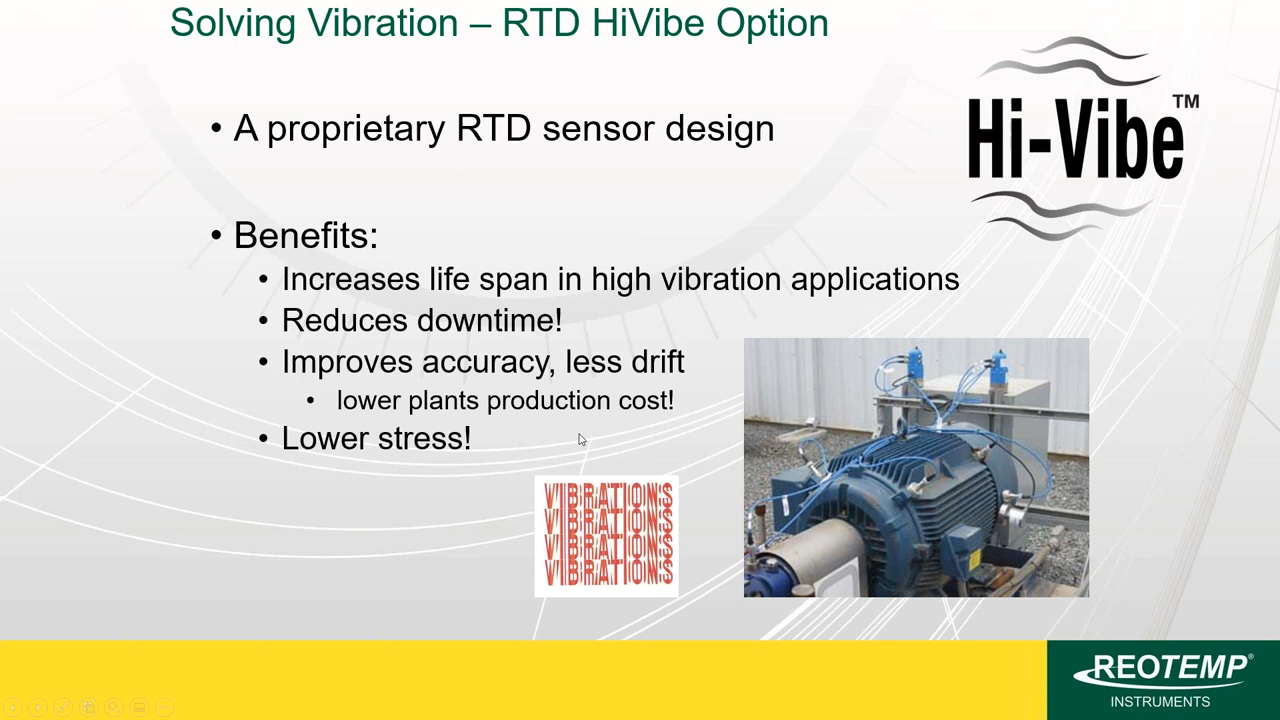 Solving Vibration – RTD HiVibe Option
Hi-Vibe™
• A proprietary RTD sensor design
• Benefits:
• Increases life span in high vibration applications
• Reduces downtime!
• Improves accuracy, less drift
• lower plants production cost!
• Lower stress!
VIBRATIONS
VIBRATIONS
VIBRATIONS
VIBRATIONS
REOTEMP®
INSTRUMENTS